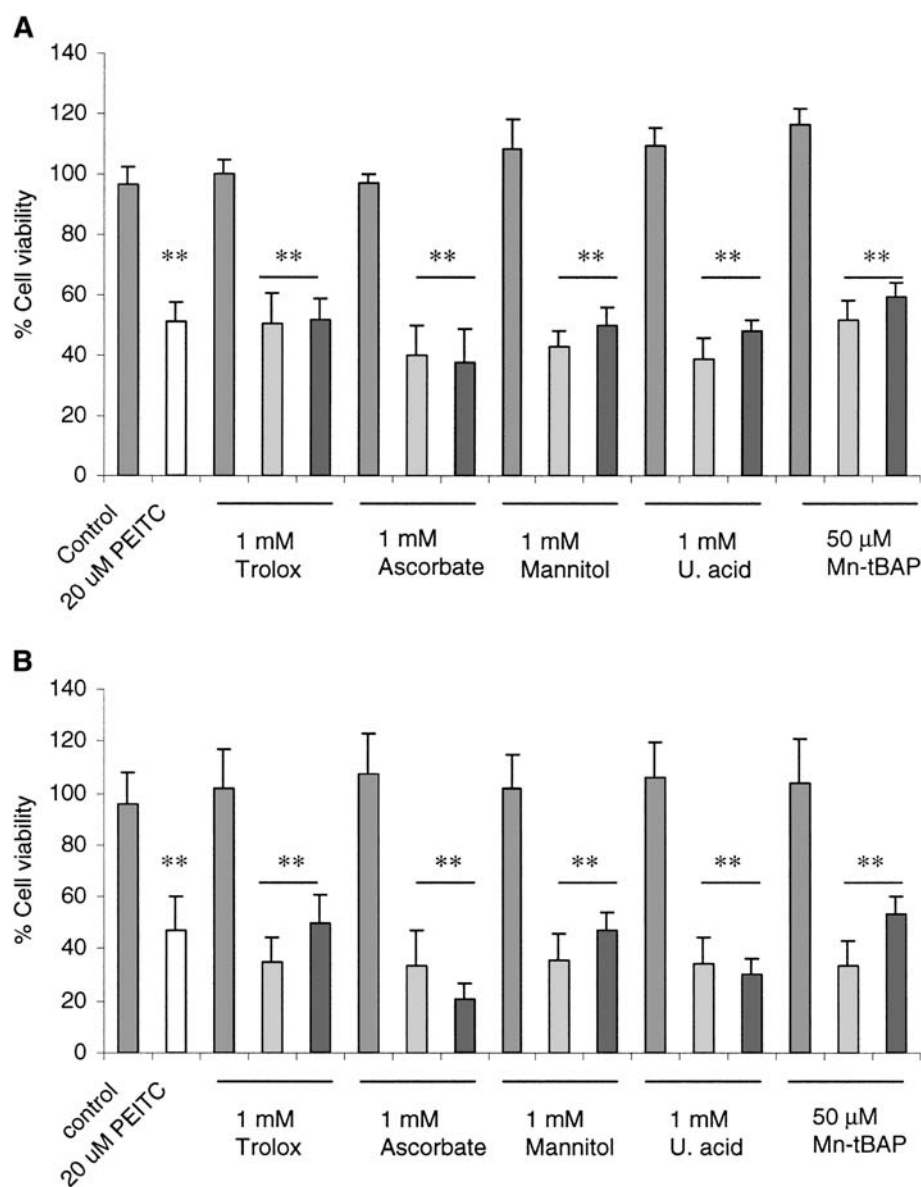 A
140
120
100
80
60
40
20
0
% Cell viability
**
**
**
**
**
**
Control
20 uM PEITC
1 mM
Trolox
1 mM
Ascorbate
1 mM
Mannitol
1 mM
U. acid
50 μM
Mn-tBAP
B
140
120
100
80
60
40
20
0
% Cell viability
**
**
**
**
**
**
control
20 uM PEITC
1 mM
Trolox
1 mM
Ascorbate
1 mM
Mannitol
1 mM
U. acid
50 μM
Mn-tBAP